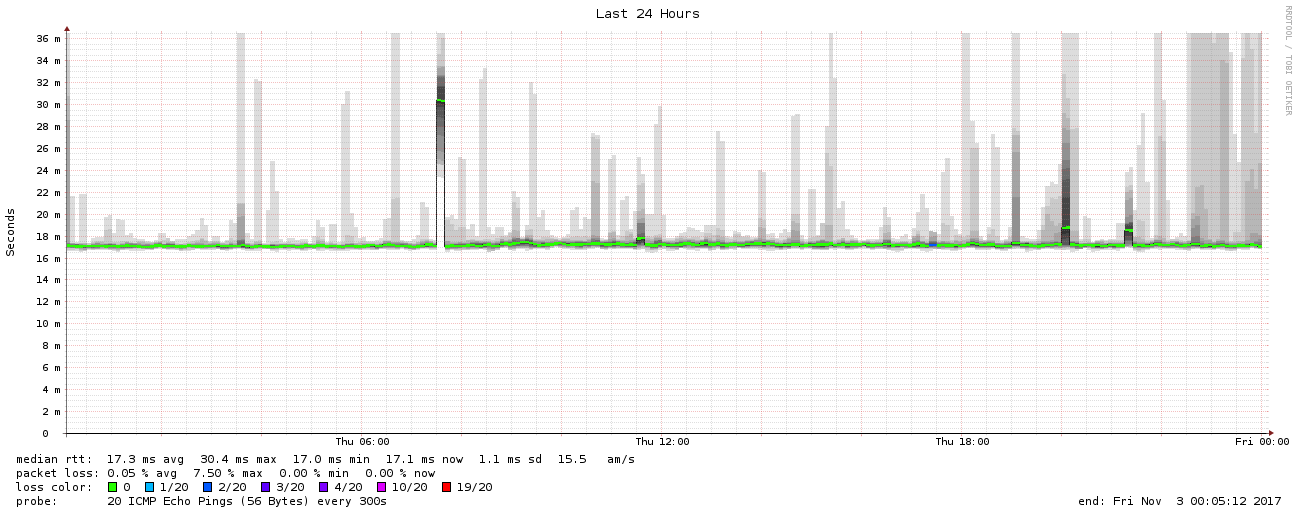 Last 24 Hours
RRDTOOL / TOBI OETIKER
Seconds
36 m
34 m
32 m
30 m
28 m
26 m
24 m
22 m
20 m
18 m
16 m
14 m
12 m
10 m
8 m
6 m
4 m
2 m
0
Thu 06:00 Thu 12:00 Thu 18:00 Fri 00:00
median rtt: 17.3 ms avg 30.4 ms max 17.0 ms min 17.1 ms now 1.1 ms sd 15.5 am/s
packet loss: 0.05 % avg 7.50 % max 0.00 % min 0.00 % now
loss color: 0 1/20 2/20 3/20 4/20 10/20 19/20
probe: 20 ICMP Echo Pings (56 Bytes) every 300s end: Fri Nov 3 00:05:12 2017